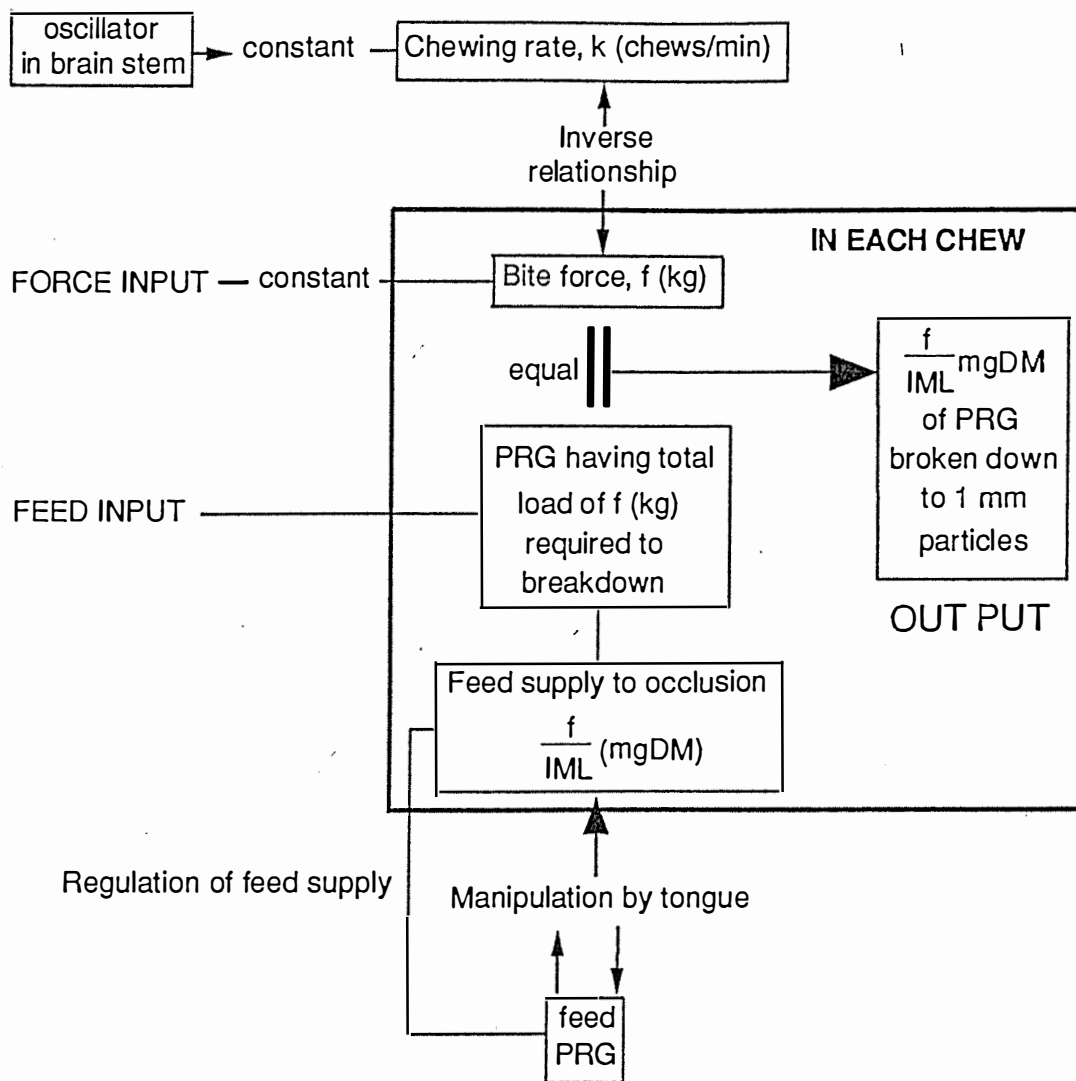 oscillator
in brain stem
constant
Chewing rate, k (chews/min)
Inverse
relationship
IN EACH CHEW
FORCE INPUT
constant
Bite force, f (kg)
equal
f
IML mgDM
of PRG
broken down
to 1 mm
particles
OUT PUT
PRG having total
load of f (kg)
required to
breakdown
FEED INPUT
Feed supply to occlusion
f
IML (mgDM)
Regulation of feed supply
Manipulation by tongue
feed
PRG